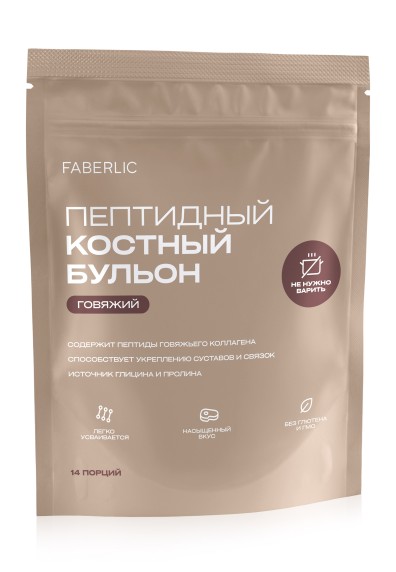 FABERLIC
ПЕПТИДНЫЙ
КОСТНЫЙ
БУЛЬОН
ГОВЯЖИЙ
НЕ НУЖНО
ВАРИТЬ
СОДЕРЖИТ ПЕПТИДЫ ГОВЯЖЬЕГО КОЛЛАГЕНА
СПОСОБСТВУЕТ УКРЕПЛЕНИЮ СУСТАВОВ И СВЯЗОК
ИСТОЧНИК ГЛИЦИНА И ПРОЛИНА
ЛЕГКО
УСВАИВАЕТСЯ
НАСЫЩЕННЫЙ
ВКУС
БЕЗ ГЛЮТЕНА
И ГМО
14 ПОРЦИЙ